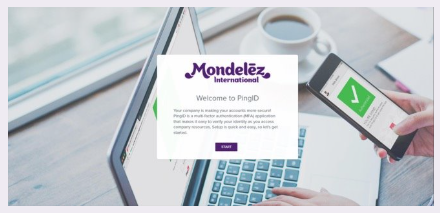 Mondelēz
International
Welcome to PingID
Your company is making your accounts more secure!
PingID is a multi-factor authentication (MFA) application
that makes it easy to verify your identity as you access
company resources. Setup is quick and easy, so let's get
started.
START